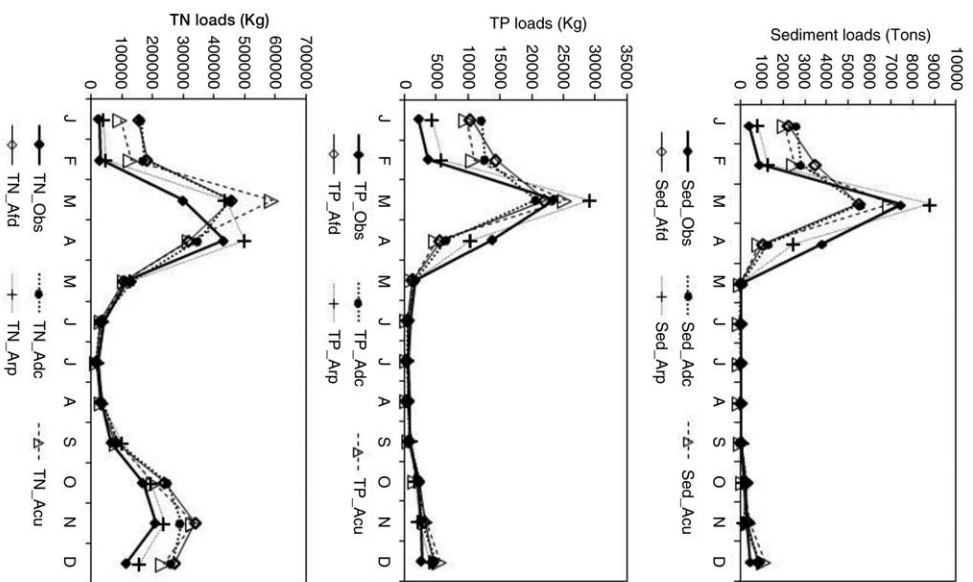 Sediment loads (Tons)
10000
9000
8000
7000
6000
5000
4000
3000
2000
1000
0
J F M A M J J A S O N D
Sed_Obs Sed_Adc Sed_Acu
Sed_Afd Sed_Arp
TP loads (Kg)
35000
30000
25000
20000
15000
10000
5000
0
J F M A M J J A S O N D
TP_Obs TP_Adc TP_Acu
TP_Afd TP_Arp
TN loads (Kg)
700000
600000
500000
400000
300000
200000
100000
0
J F M A M J J A S O N D
TN_Obs TN_Adc TN_Acu
TN_Afd TN_Arp